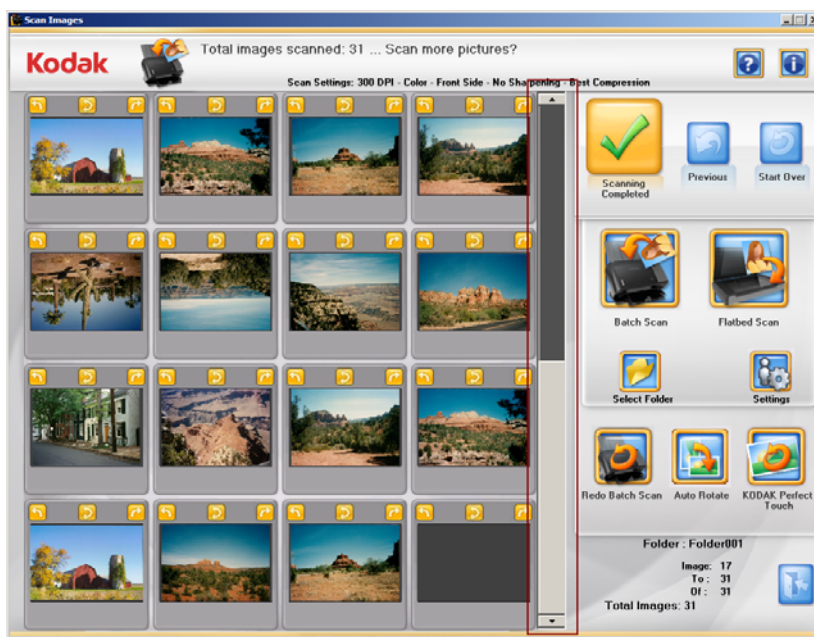 Scan Images
Kodak
Total images scanned: 31 ... Scan more pictures?
Scan Settings: 300 DPI - Color - Front Side - No Sharpening - Best Compression
Scanning
Completed
Previous
Start Over
Batch Scan
Flatbed Scan
Select Folder
Settings
Redo Batch Scan
Auto Rotate
KODAK Perfect
Touch
Folder : Folder001
Image: 17
To : 31
Of : 31
Total Images: 31